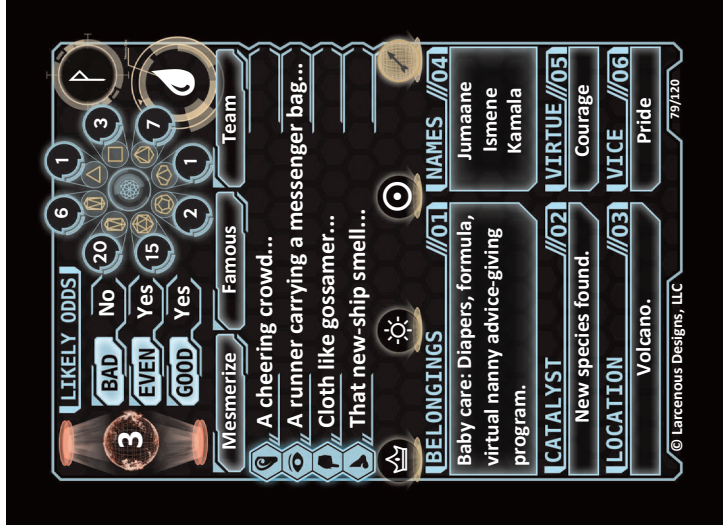 LIKELY ODDS
3
BAD No
EVEN Yes
GOOD Yes
20
6
1
3
7
1
2
15
Mesmerize
Famous
Team
A cheering crowd...
A runner carrying a messenger bag...
Cloth like gossamer...
That new-ship smell...
BELONGINGS //01
Baby care: Diapers, formula,
virtual nanny advice-giving
program.
NAMES //04
Jumaane
Ismene
Kamala
CATALYST //02
New species found.
VIRTUE //05
Courage
LOCATION //03
Volcano.
VICE //06
Pride
© Larcenous Designs, LLC
79/120